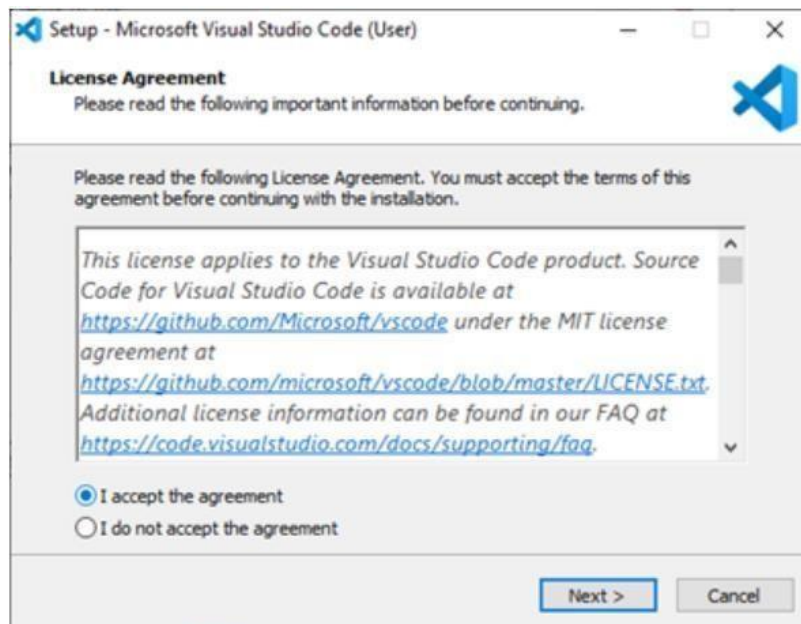 Setup - Microsoft Visual Studio Code (User)
License Agreement
Please read the following important information before continuing.
Please read the following License Agreement. You must accept the terms of this
agreement before continuing with the installation.
This license applies to the Visual Studio Code product. Source
Code for Visual Studio Code is available at
https://github.com/Microsoft/vscode under the MIT license
agreement at
https://github.com/microsoft/vscode/blob/master/LICENSE.txt.
Additional license information can be found in our FAQ at
https://code.visualstudio.com/docs/supporting/faq.
I accept the agreement
I do not accept the agreement
Next >
Cancel